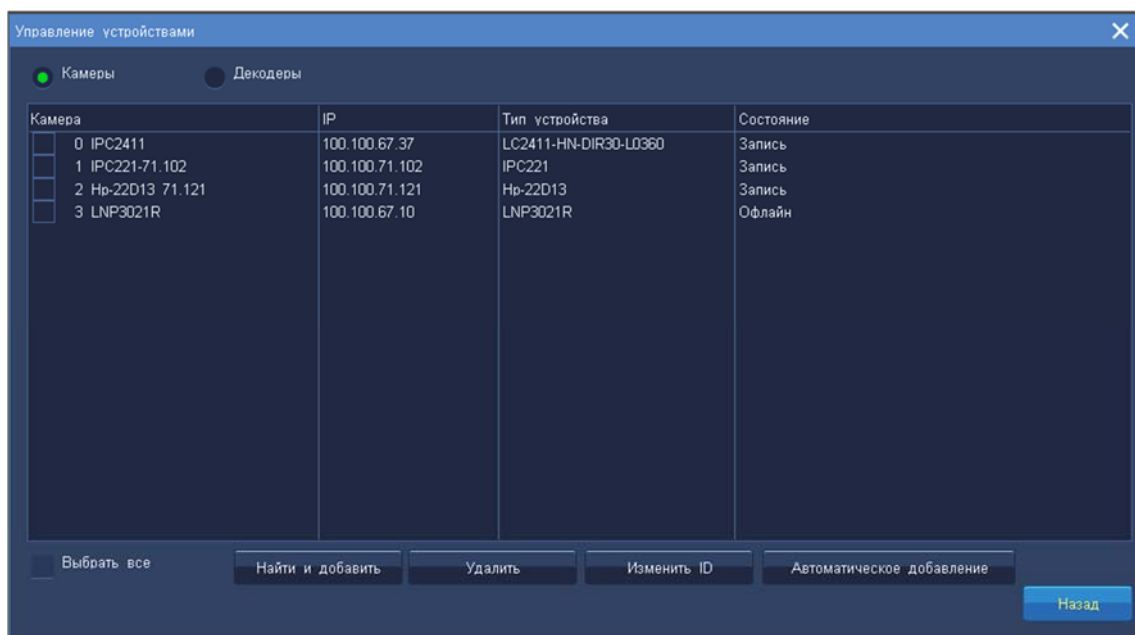 Управление устройствами
Камеры Декодеры
Камера IP Тип устройства Состояние
0 IPC2411 100.100.67.37 LC2411-HN-DIR30-L0360 Запись
1 IPC221-71.102 100.100.71.102 IPC221 Запись
2 Hp-22D13 71.121 100.100.71.121 Hp-22D13 Запись
3 LNP3021R 100.100.67.10 LNP3021R Офлайн
Выбрать все Найти и добавить Удалить Изменить ID Автоматическое добавление
Назад